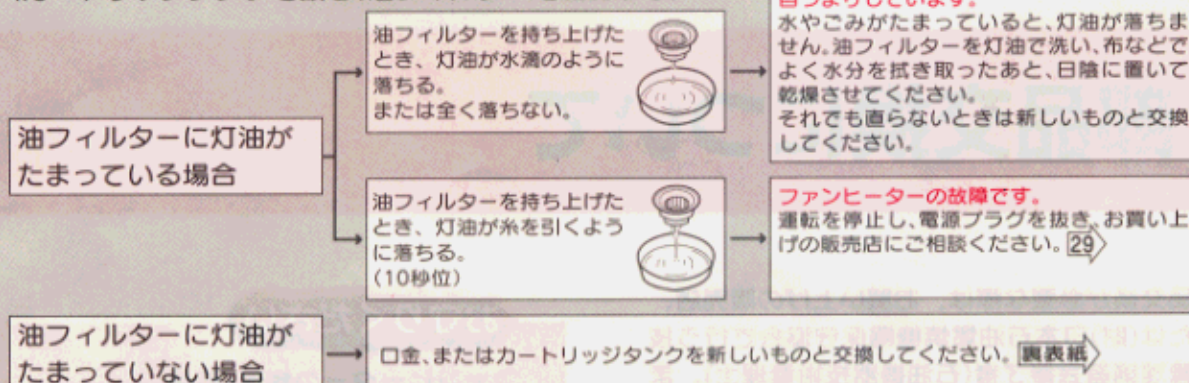 油フィルターに灯油が
たまっている場合
油フィルターを持ち上げた
とき、灯油が水滴のように
落ちる。
または全く落ちない。
目づまりしています。
水やごみがたまっていると、灯油が落ちま
せん。油フィルターを灯油で洗い、布などで
よく水分を拭き取ったあと、日陰に置いて
乾燥させてください。
それでも直らないときは新しいものと交換
してください。
油フィルターを持ち上げた
とき、灯油が糸を引くよう
に落ちる。
(10秒位)
ファンヒーターの故障です。
運転を停止し、電源プラグを抜き、お買い上
げの販売店にご相談ください。29
油フィルターに灯油が
たまっていない場合
口金、またはカートリッジタンクを新しいものと交換してください。裏表紙